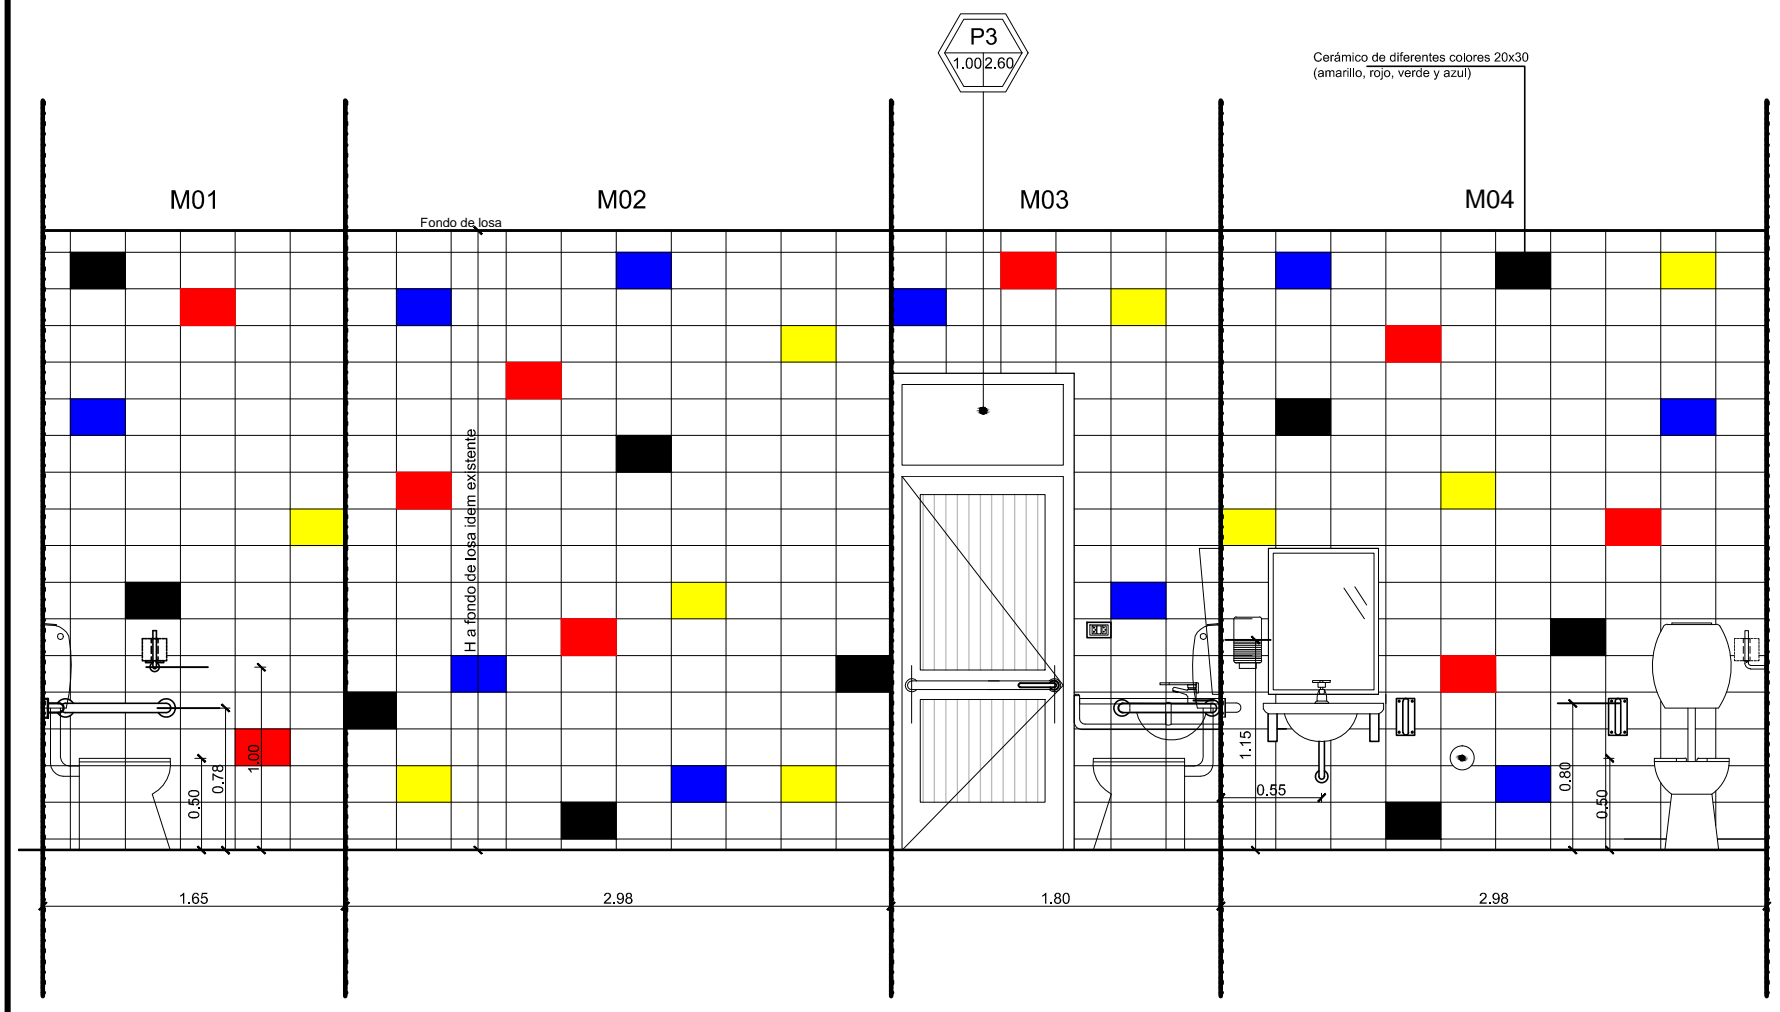 P3
1.00 2.60
Cerámico de diferentes colores 20x30
(amarillo, rojo, verde y azul)
M01
M02
M03
M04
Fondo de losa
H a fondo de losa idem existente
0.50
0.78
1.00
1.15
0.55
0.80
0.50
1.65
2.98
1.80
2.98